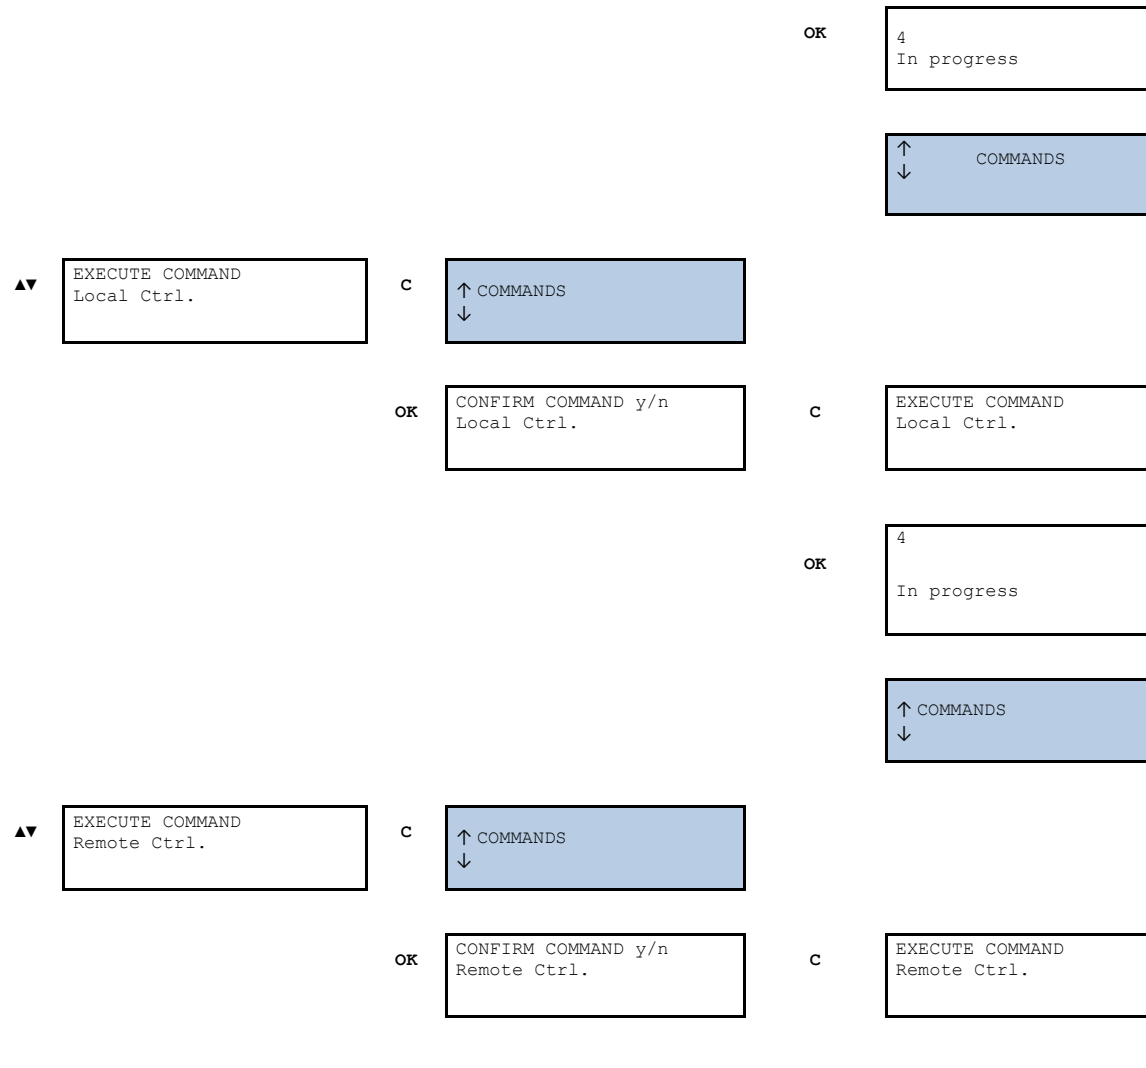 OK
4
In progress
↑ COMMANDS
↓
▲▼
EXECUTE COMMAND
Local Ctrl.
C
↑ COMMANDS
↓
OK
CONFIRM COMMAND y/n
Local Ctrl.
C
EXECUTE COMMAND
Local Ctrl.
OK
4
In progress
↑ COMMANDS
↓
▲▼
EXECUTE COMMAND
Remote Ctrl.
C
↑ COMMANDS
↓
OK
CONFIRM COMMAND y/n
Remote Ctrl.
C
EXECUTE COMMAND
Remote Ctrl.